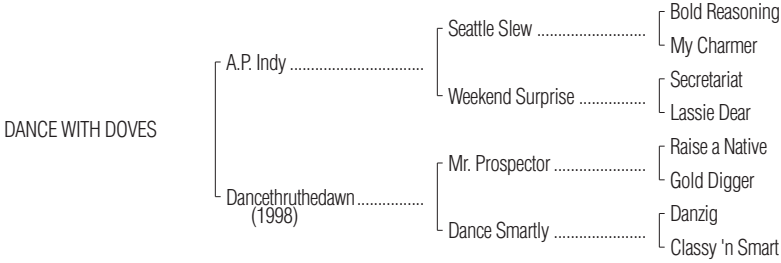 Bold Reasoning
Seattle Slew ..........................
My Charmer
A.P. Indy ................................
Secretariat
Weekend Surprise ................
Lassie Dear
DANCE WITH DOVES
Raise a Native
Mr. Prospector ......................
Gold Digger
Dancethruthedawn ................
(1998)
Danzig
Dance Smartly ......................
Classy 'n Smart